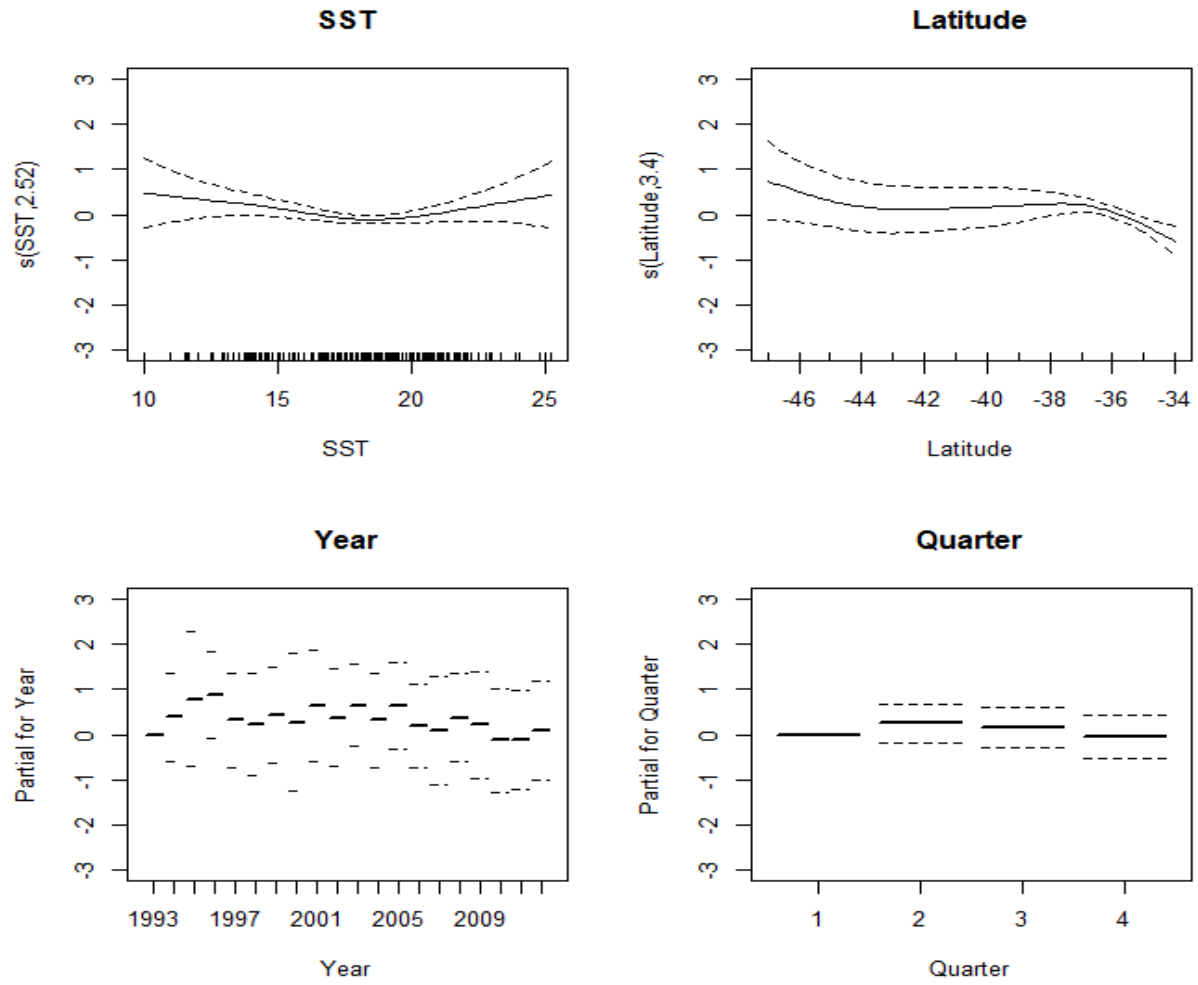 SST
3
2
1
0
-1
-2
-3
s(SST,2.52)
10 15 20 25
SST
Latitude
3
2
1
0
-1
-2
-3
s(Latitude,3.4)
-46 -44 -42 -40 -38 -36 -34
Latitude
Year
3
2
1
0
-1
-2
-3
Partial for Year
1993 1997 2001 2005 2009
Year
Quarter
3
2
1
0
-1
-2
-3
Partial for Quarter
1 2 3 4
Quarter